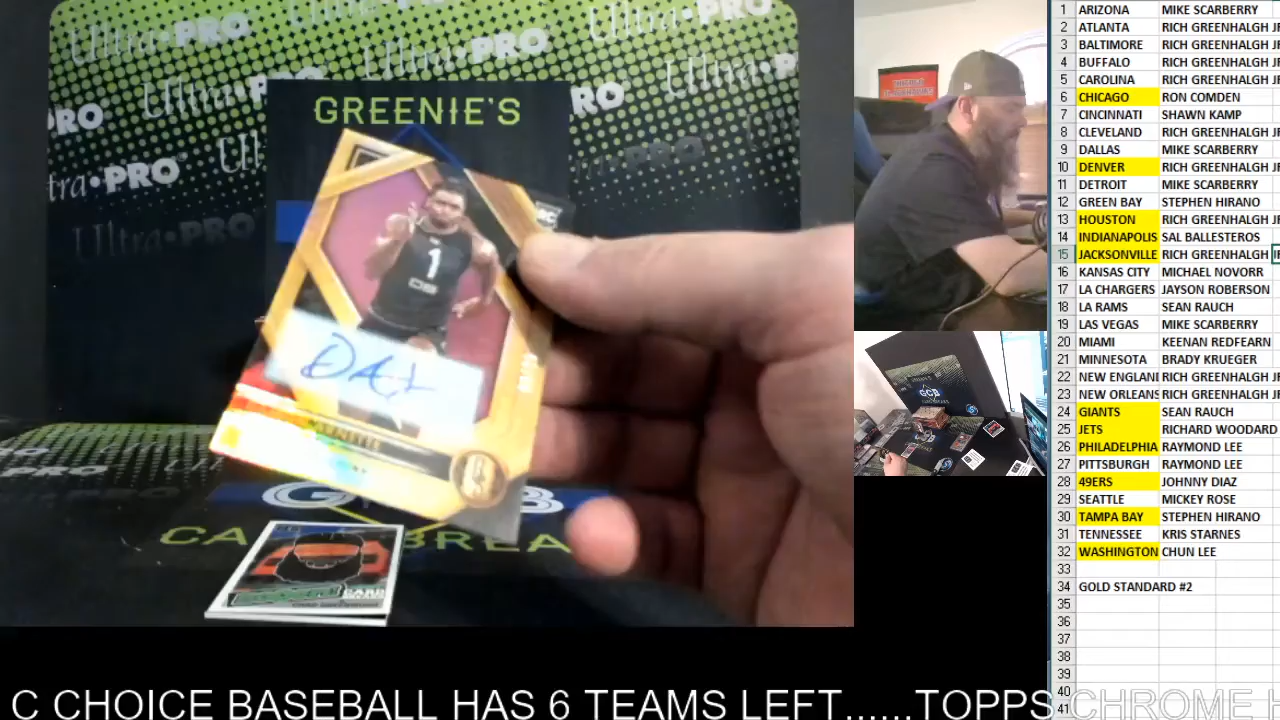 Ultra•PRO
GREENIE'S
RC
1
DB
1 ARIZONA MIKE SCARBERRY
2 ATLANTA RICH GREENHALGH JR
3 BALTIMORE RICH GREENHALGH JR
4 BUFFALO RICH GREENHALGH JR
5 CAROLINA RICH GREENHALGH JR
6 CHICAGO RON COMDEN
7 CINCINNATI SHAWN KAMP
8 CLEVELAND RICH GREENHALGH JR
9 DALLAS MIKE SCARBERRY
10 DENVER RICH GREENHALGH JR
11 DETROIT MIKE SCARBERRY
12 GREEN BAY STEPHEN HIRANO
13 HOUSTON RICH GREENHALGH JR
14 INDIANAPOLIS SAL BALLESTEROS
15 JACKSONVILLE RICH GREENHALGH JR
16 KANSAS CITY MICHAEL NOVORR
17 LA CHARGERS JAYSON ROBERSON
18 LA RAMS SEAN RAUCH
19 LAS VEGAS MIKE SCARBERRY
20 MIAMI KEENAN REDFEARN
21 MINNESOTA BRADY KRUEGER
22 NEW ENGLAN RICH GREENHALGH JR
23 NEW ORLEANS RICH GREENHALGH JR
24 GIANTS SEAN RAUCH
25 JETS RICHARD WOODARD
26 PHILADELPHIA RAYMOND LEE
27 PITTSBURGH RAYMOND LEE
28 49ERS JOHNNY DIAZ
29 SEATTLE MICKEY ROSE
30 TAMPA BAY STEPHEN HIRANO
31 TENNESSEE KRIS STARNES
32 WASHINGTON CHUN LEE
33
34 GOLD STANDARD #2
35
36
37
38
39
40
41
C CHOICE BASEBALL HAS 6 TEAMS LEFT......TOPPS CHROME H